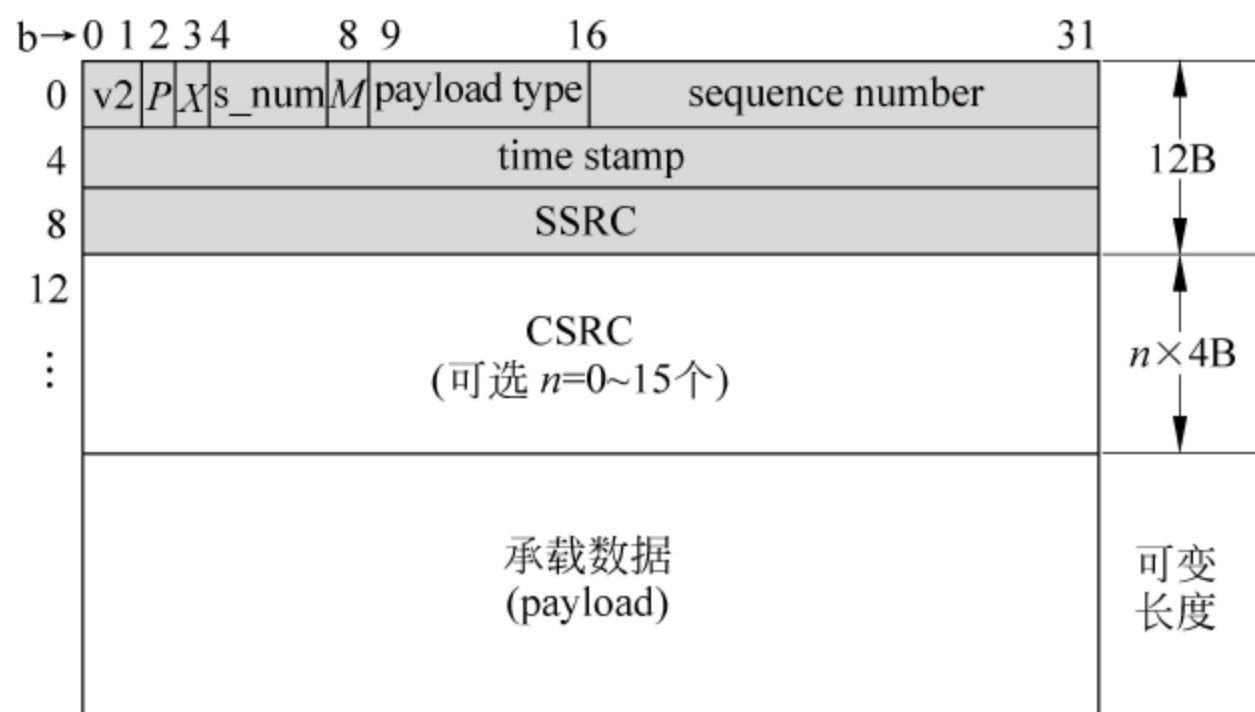 b→0 1 2 3 4 8 9 16 31
0 v2 P X s_num M payload type sequence number
4 time stamp 12B
8 SSRC
12
CSRC
⋮ (可选 n=0~15个) n×4B
承载数据 可变
(payload) 长度